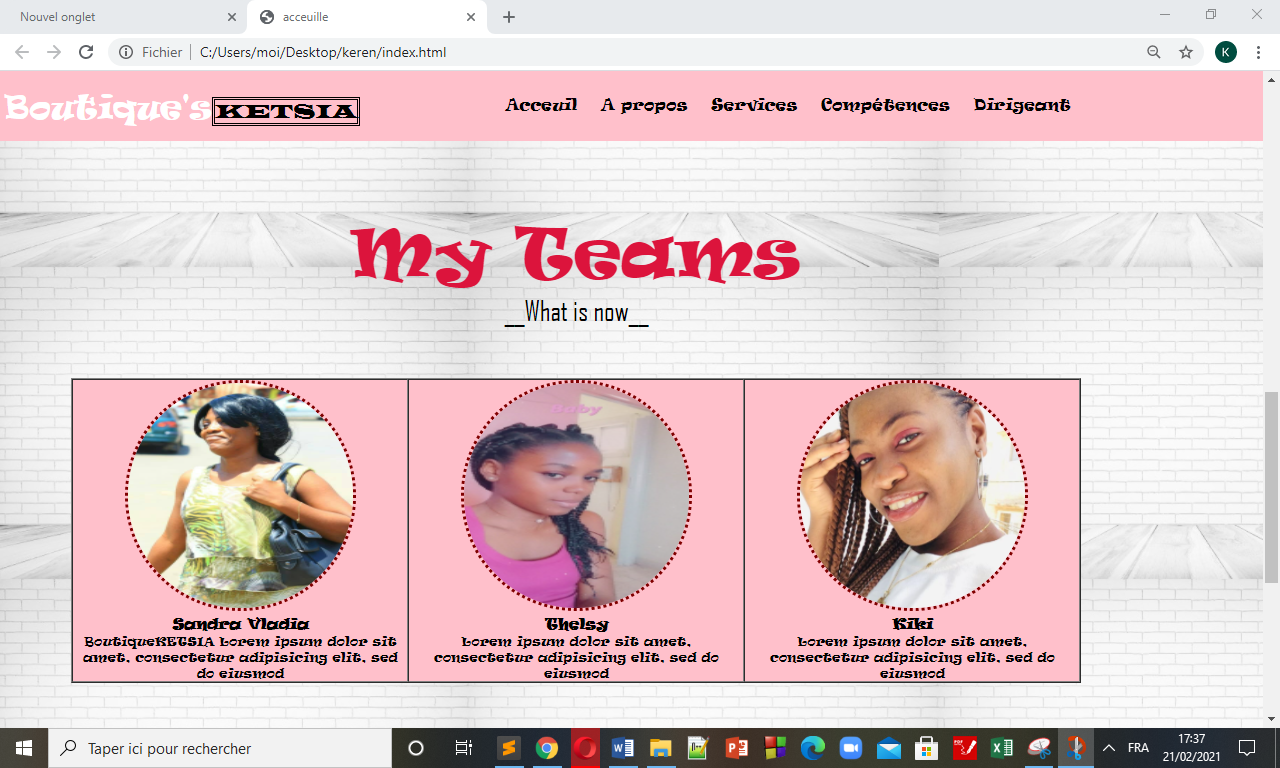 Nouvel onglet
acceuille
Fichier
C:/Users/moi/Desktop/keren/index.html
K
Boutique's KETSIA
Acceuil A propos Services Compétences Dirigeant
My Teams
__What is now__
Baby
Sandra Vladia
BoutiqueKETSIA Lorem ipsum dolor sit
amet, consectetur adipisicing elit, sed
do eiusmod
Thelsy
Lorem ipsum dolor sit amet,
consectetur adipisicing elit, sed do
eiusmod
Kiki
Lorem ipsum dolor sit amet,
consectetur adipisicing elit, sed do
eiusmod
Taper ici pour rechercher
FRA
17:37
21/02/2021